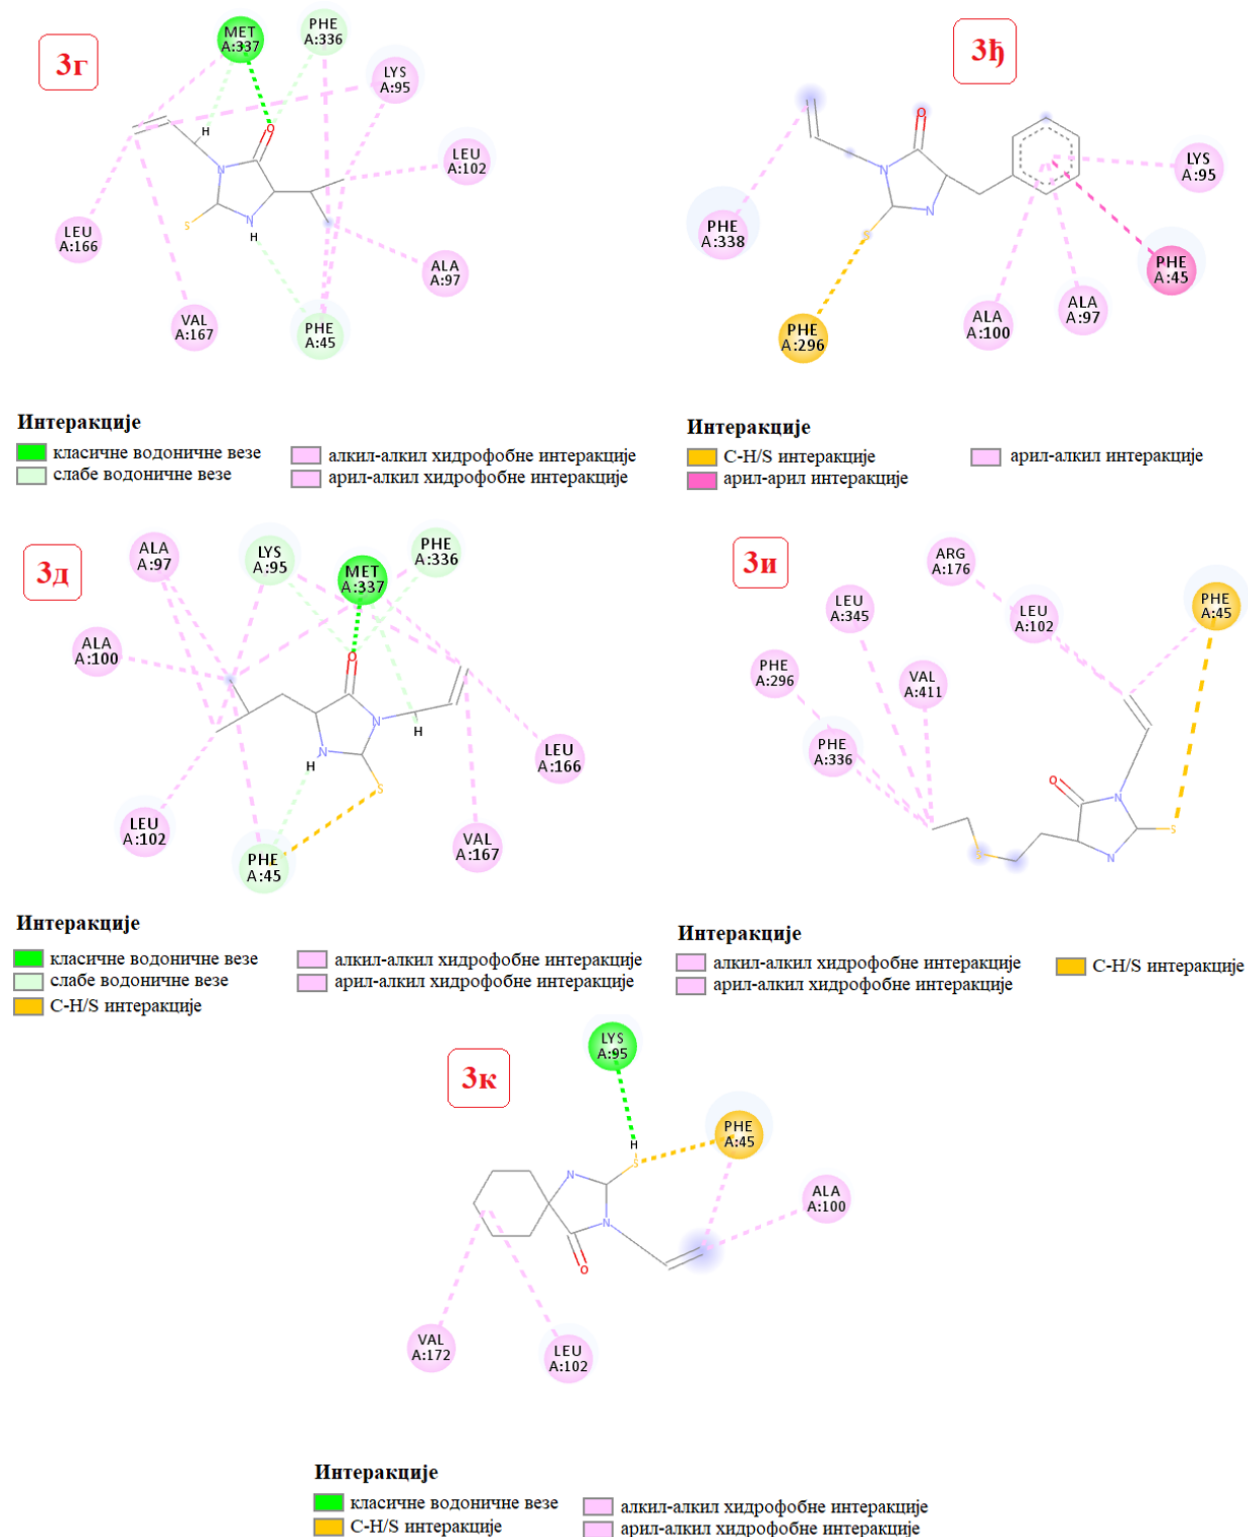 3г
MET
A:337
PHE
A:336
LYS
A:95
H
O
N
LEU
A:102
S
N
H
LEU
A:166
ALA
A:97
VAL
A:167
PHE
A:45
Интеракције
класичне водоничне везе
слабе водоничне везе
алкил-алкил хидрофобне интеракције
арил-алкил хидрофобне интеракције
3ђ
O
N
LYS
A:95
N
PHE
A:338
S
PHE
A:45
ALA
A:97
ALA
A:100
PHE
A:296
Интеракције
C-H/S интеракције
арил-арил интеракције
арил-алкил интеракције
3д
ALA
A:97
LYS
A:95
PHE
A:336
MET
A:337
ALA
A:100
O
N
H
N
H
S
LEU
A:166
LEU
A:102
VAL
A:167
PHE
A:45
Интеракције
класичне водоничне везе
слабе водоничне везе
C-H/S интеракције
алкил-алкил хидрофобне интеракције
арил-алкил хидрофобне интеракције
3и
ARG
A:176
LEU
A:345
LEU
A:102
PHE
A:45
PHE
A:296
VAL
A:411
PHE
A:336
O
N
S
S
N
Интеракције
алкил-алкил хидрофобне интеракције
арил-алкил хидрофобне интеракције
C-H/S интеракције
3к
LYS
A:95
PHE
A:45
H
S
N
ALA
A:100
N
O
VAL
A:172
LEU
A:102
Интеракције
класичне водоничне везе
C-H/S интеракције
алкил-алкил хидрофобне интеракције
арил-алкил хидрофобне интеракције